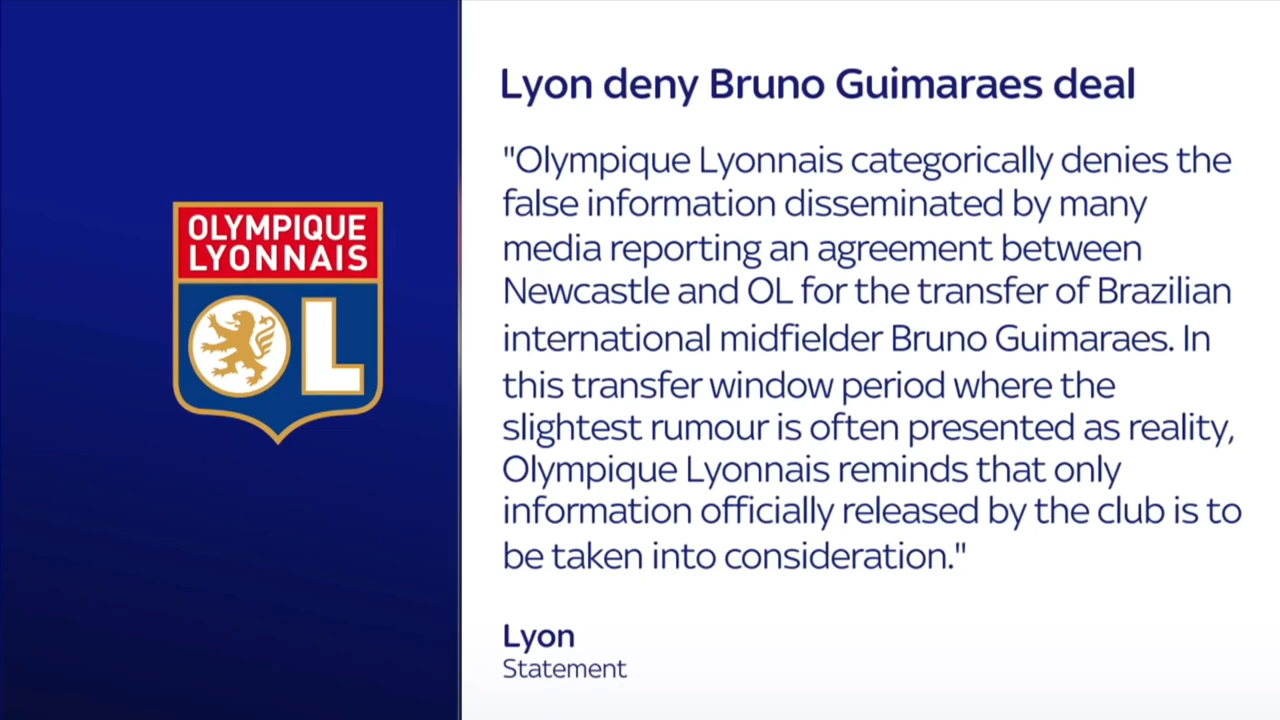 OLYMPIQUE
LYONNAIS
OL
Lyon deny Bruno Guimaraes deal
"Olympique Lyonnais categorically denies the
false information disseminated by many
media reporting an agreement between
Newcastle and OL for the transfer of Brazilian
international midfielder Bruno Guimaraes. In
this transfer window period where the
slightest rumour is often presented as reality,
Olympique Lyonnais reminds that only
information officially released by the club is to
be taken into consideration."
Lyon
Statement